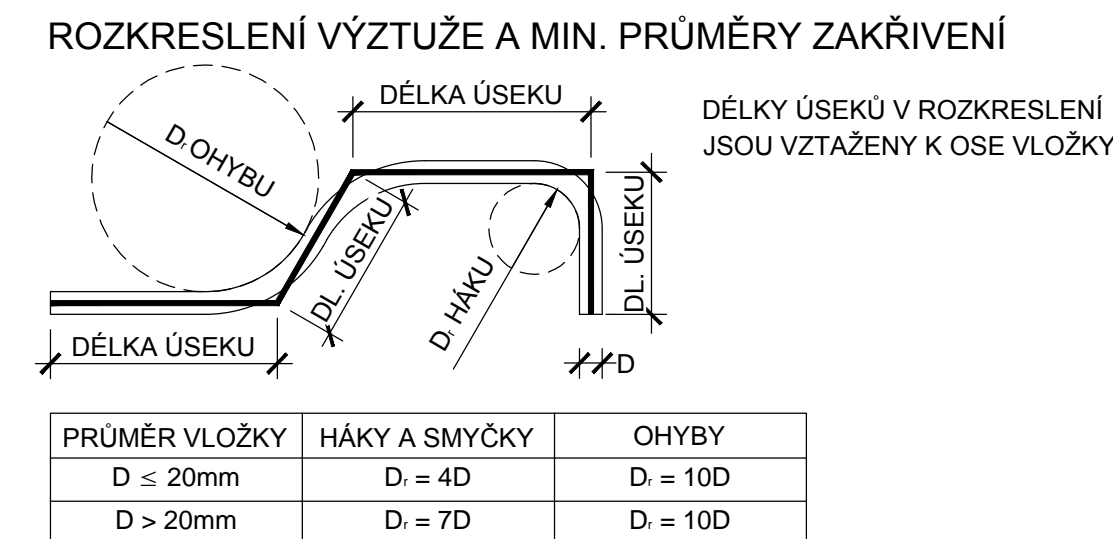 ROZKRESLENÍ VÝZTUŽE A MIN. PRŮMĚRY ZAKŘIVENÍ
DÉLKA ÚSEKU
DÉLKY ÚSEKŮ V ROZKRESLENÍ
JSOU VZTAŽENY K OSE VLOŽKY
Dr OHYBU
DL. ÚSEKU
Dr HÁKU
DL. ÚSEKU
DÉLKA ÚSEKU
D
PRŮMĚR VLOŽKY HÁKY A SMYČKY OHYBY
D ≤ 20mm Dr = 4D Dr = 10D
D > 20mm Dr = 7D Dr = 10D